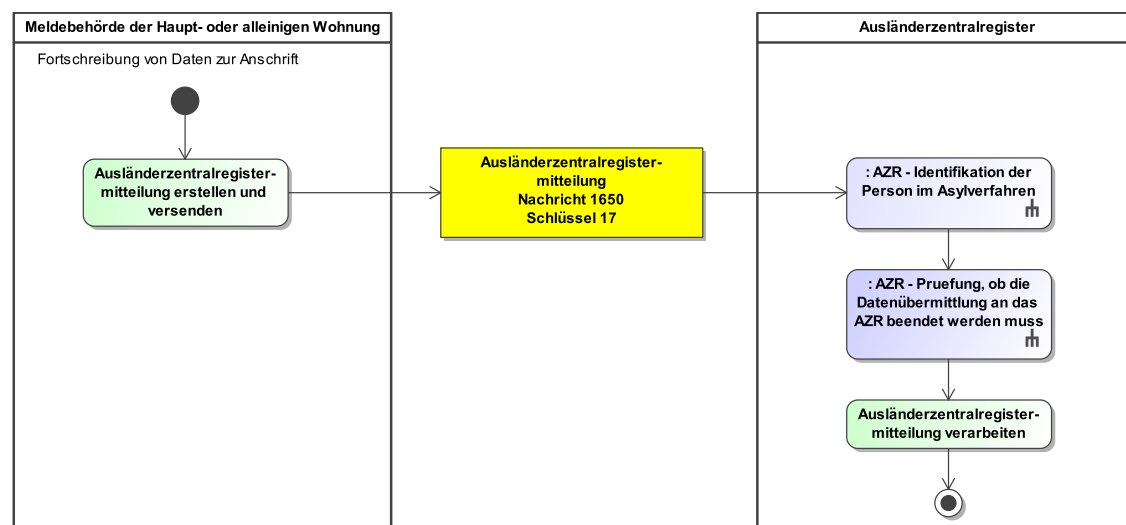 Meldebehörde der Haupt- oder alleinigen Wohnung
Fortschreibung von Daten zur Anschrift
Ausländerzentralregister-
mitteilung erstellen und
versenden
Ausländerzentralregister-
mitteilung
Nachricht 1650
Schlüssel 17
Ausländerzentralregister
: AZR - Identifikation der
Person im Asylverfahren
: AZR - Pruefung, ob die
Datenübermittlung an das
AZR beendet werden muss
Ausländerzentralregister-
mitteilung verarbeiten